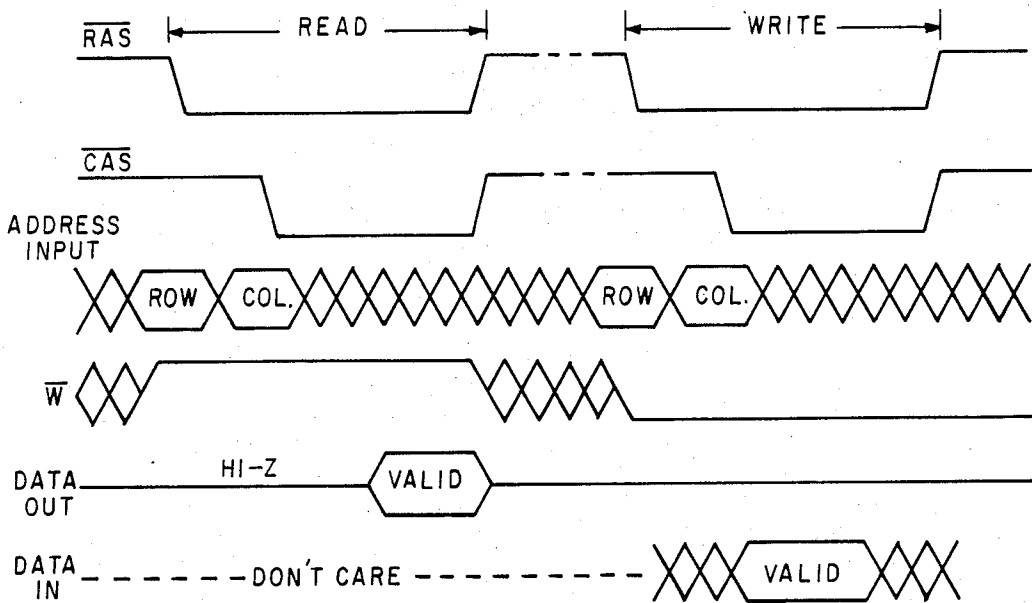 RAS
READ
WRITE
CAS
ADDRESS
INPUT
ROW
COL.
ROW
COL.
W
HI-Z
DATA
OUT
VALID
DATA
IN
DON'T CARE
VALID